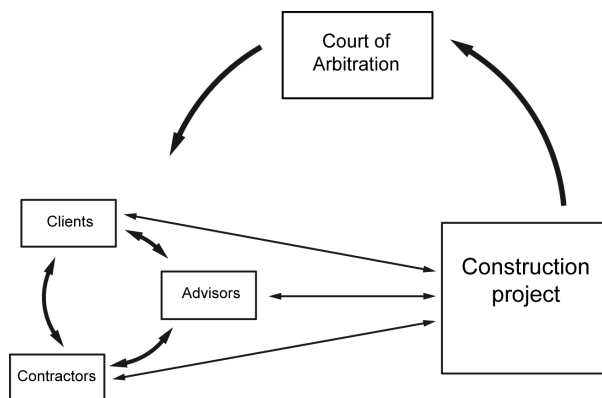 Court of
Arbitration
Clients
Construction
project
Advisors
Contractors